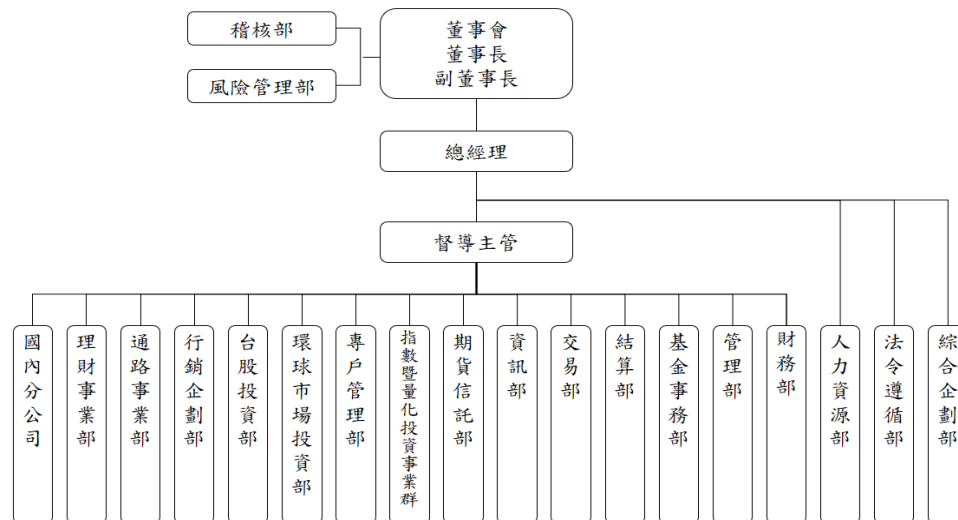 稽核部
風險管理部
董事會
董事長
副董事長
總經理
督導主管
國內分公司
理財事業部
通路事業部
行銷企劃部
台股投資部
環球市場投資部
專戶管理部
指數暨量化投資事業群
期貨信託部
資訊部
交易部
結算部
基金事務部
管理部
財務部
人力資源部
法令遵循部
綜合企劃部